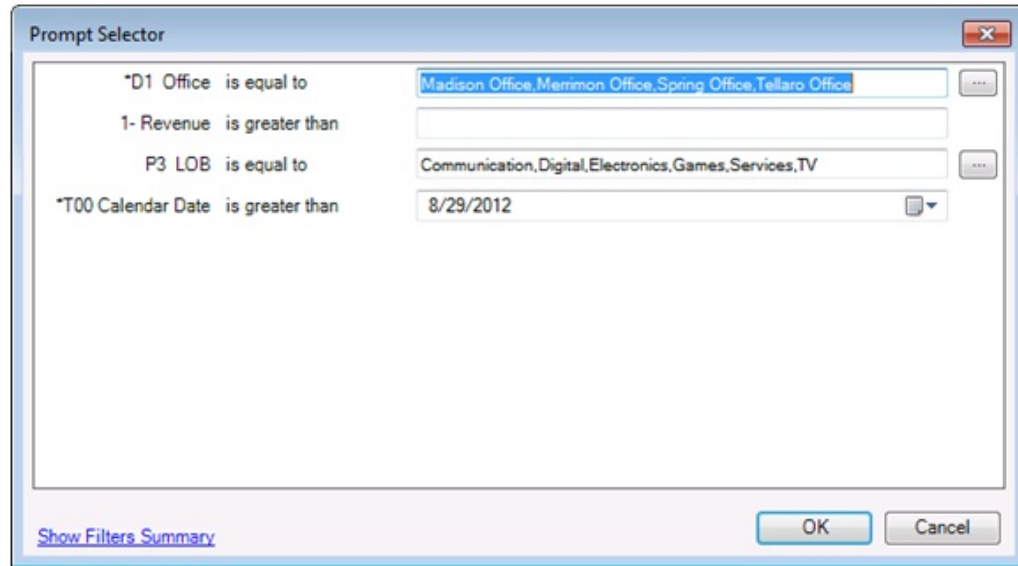 Prompt Selector
*D1 Office is equal to Madison Office,Merrimon Office,Spring Office,Tellaro Office ...
1- Revenue is greater than
P3 LOB is equal to Communication,Digital,Electronics,Games,Services,TV ...
*T00 Calendar Date is greater than 8/29/2012
Show Filters Summary OK Cancel